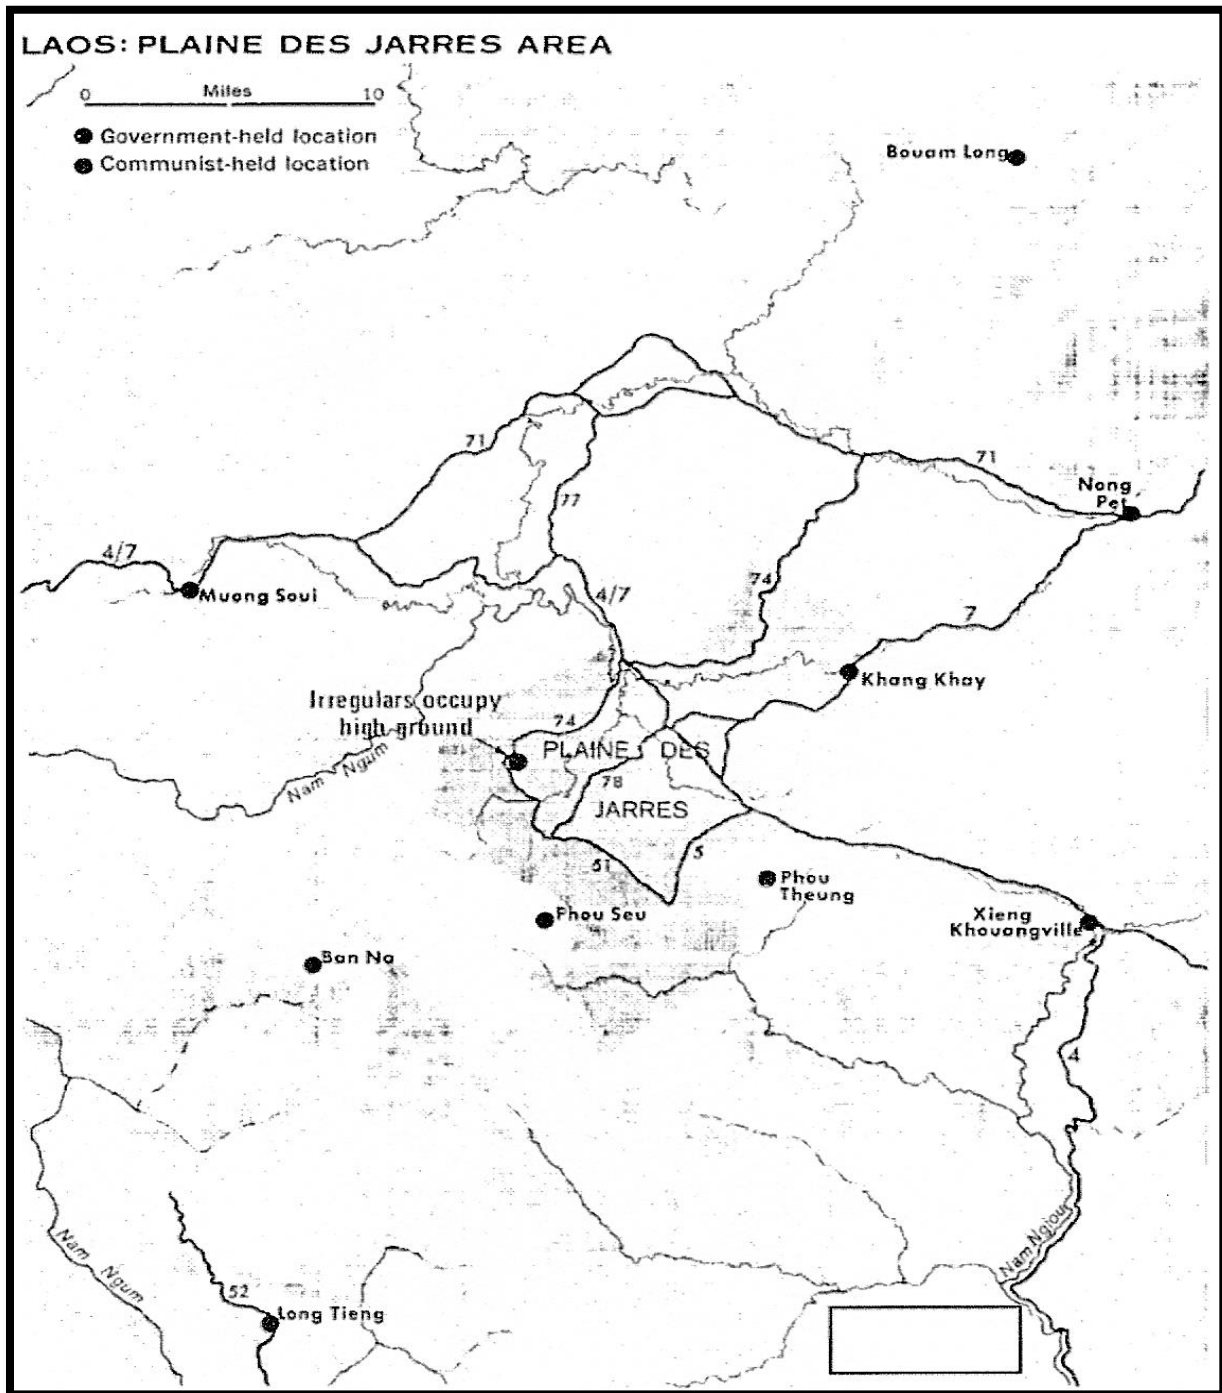 LAOS: PLAINE DES JARRES AREA
0 Miles 10
Government-held location
Communist-held location
Bouam Long
71
71
77
Nong
Pet
4/7
Muong Soui
4/7
74
7
Khang Khay
Irregulars occupy
high ground
74
PLAINE DES
Nam Ngum
78
JARRES
51
5
Phou
Theung
Phou Seu
Xieng
Khouangville
Ban Na
4
Nam Ngiou
Nam Ngum
52
Long Tieng